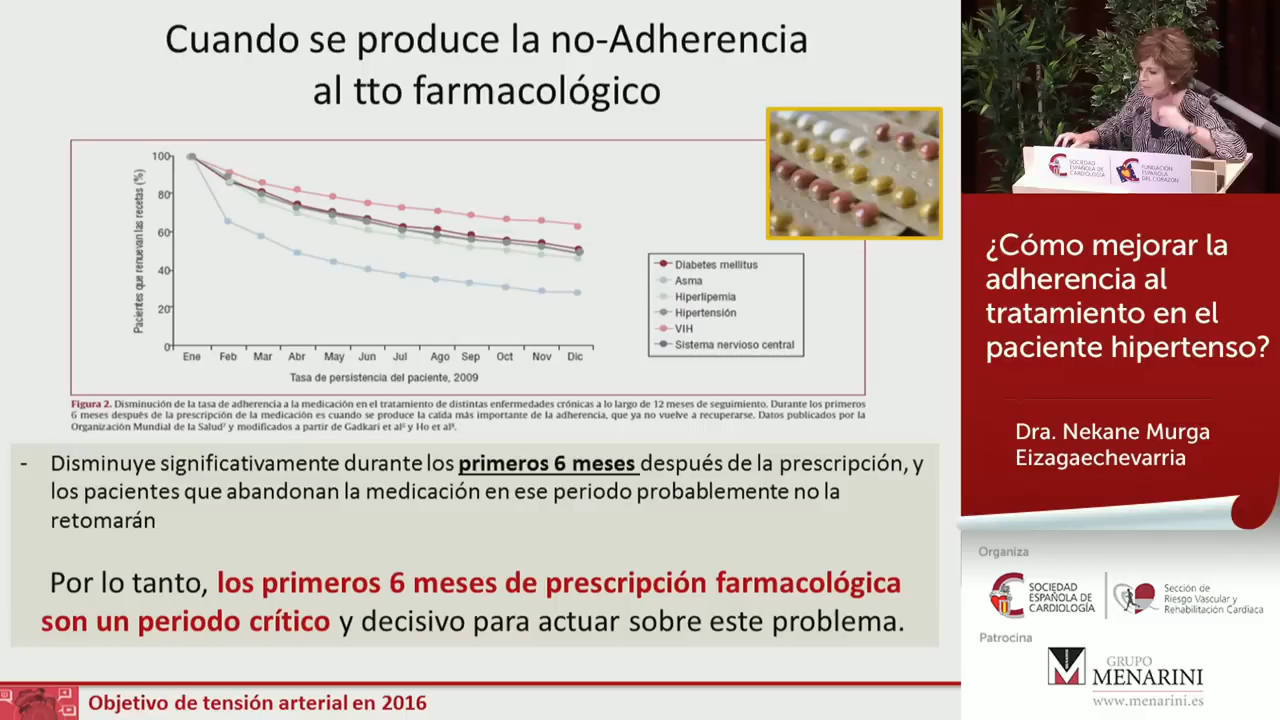 Cuando se produce la no-Adherencia
al tto farmacológico
Pacientes que renuevan las recetas (%)
100
80
60
40
20
0
Ene Feb Mar Abr May Jun Jul Ago Sep Oct Nov Dic
Tasa de persistencia del paciente, 2009
Diabetes mellitus
Asma
Hiperlipemia
Hipertensión
VIH
Sistema nervioso central
Figura 2. Disminución de la tasa de adherencia a la medicación en el tratamiento de distintas enfermedades crónicas a lo largo de 12 meses de seguimiento. Durante los primeros
6 meses después de la prescripción de la medicación es cuando se produce la caída más importante de la adherencia, que ya no vuelve a recuperarse. Datos publicados por la
Organización Mundial de la Salud⁷ y modificados a partir de Gadkari et al⁶ y Ho et al⁸.
- Disminuye significativamente durante los primeros 6 meses después de la prescripción, y
los pacientes que abandonan la medicación en ese periodo probablemente no la
retomarán
Por lo tanto, los primeros 6 meses de prescripción farmacológica
son un periodo crítico y decisivo para actuar sobre este problema.
Objetivo de tensión arterial en 2016
SOCIEDAD
ESPAÑOLA DE
CARDIOLOGÍA
FUNDACIÓN
ESPAÑOLA
DEL CORAZÓN
¿Cómo mejorar la
adherencia al
tratamiento en el
paciente hipertenso?
Dra. Nekane Murga
Eizagaechevarria
Organiza
SOCIEDAD
ESPAÑOLA DE
CARDIOLOGÍA
Sección de
Riesgo Vascular y
Rehabilitación Cardiaca
Patrocina
GRUPO
MENARINI
www.menarini.es